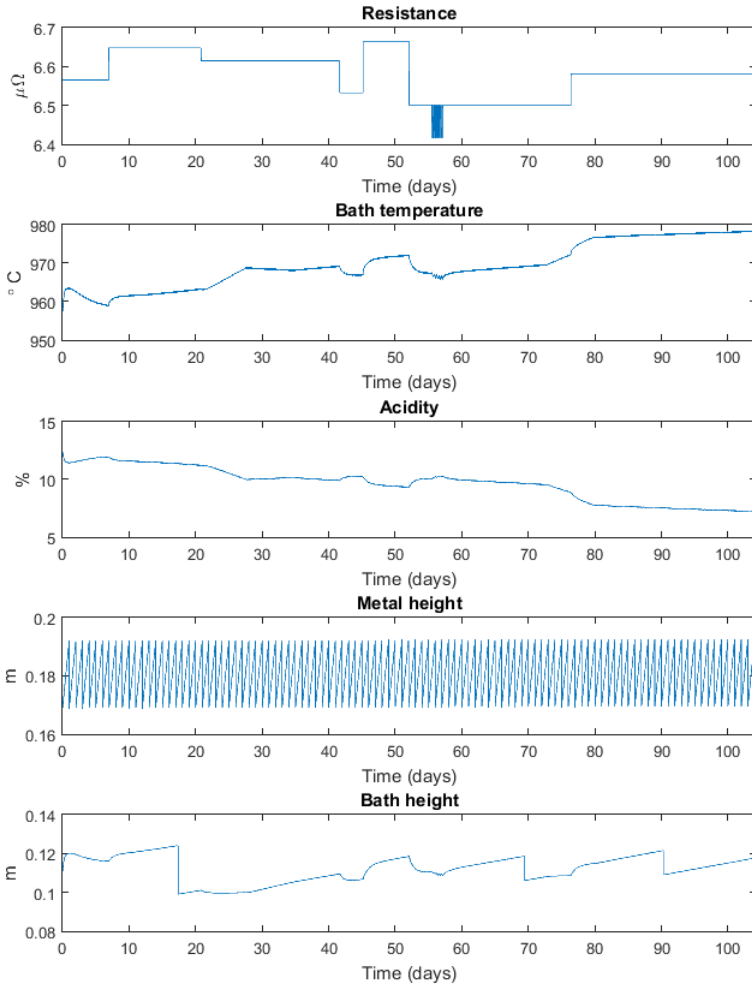 Resistance
6.7
6.6
6.5
6.4
μΩ
0 10 20 30 40 50 60 70 80 90 100
Time (days)
Bath temperature
980
970
960
950
° C
0 10 20 30 40 50 60 70 80 90 100
Time (days)
Acidity
15
10
5
%
0 10 20 30 40 50 60 70 80 90 100
Time (days)
Metal height
0.2
0.18
0.16
m
0 10 20 30 40 50 60 70 80 90 100
Time (days)
Bath height
0.14
0.12
0.1
0.08
m
0 10 20 30 40 50 60 70 80 90 100
Time (days)